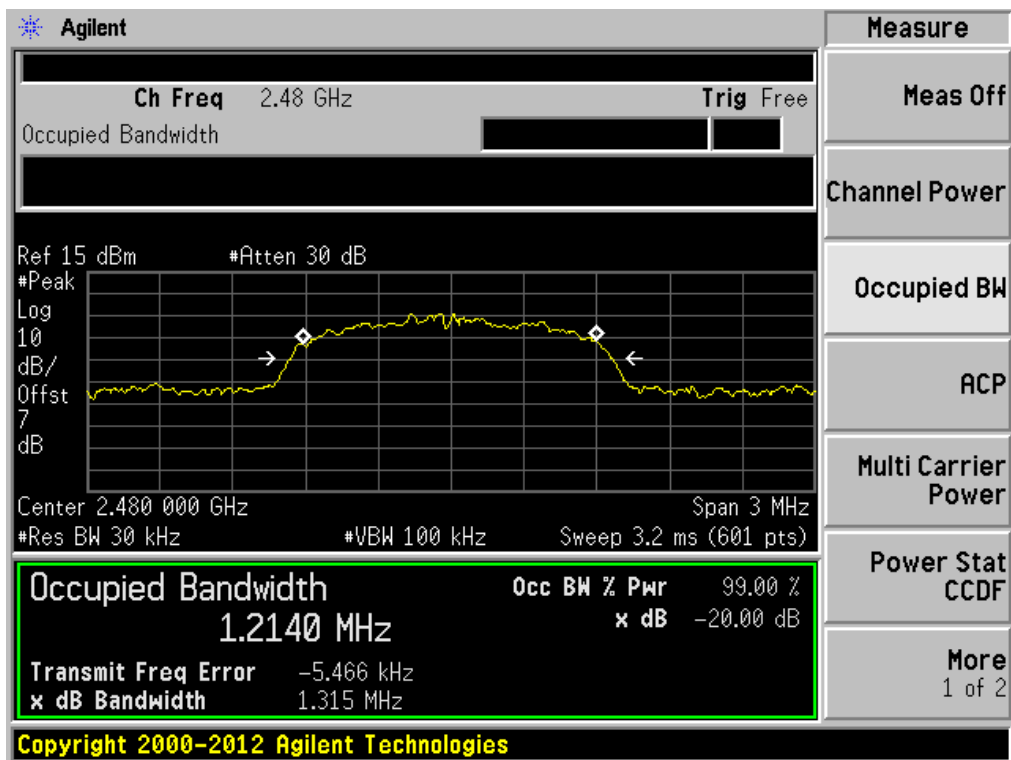 Agilent
Measure
Ch Freq 2.48 GHz Trig Free
Occupied Bandwidth
Meas Off
Channel Power
Occupied BW
ACP
Multi Carrier
Power
Power Stat
CCDF
More
1 of 2
Ref 15 dBm #Atten 30 dB
#Peak
Log
10
dB/
Offst
7
dB
Center 2.480 000 GHz Span 3 MHz
#Res BW 30 kHz #VBW 100 kHz Sweep 3.2 ms (601 pts)
Occupied Bandwidth Occ BW % Pwr 99.00 %
1.2140 MHz x dB -20.00 dB
Transmit Freq Error -5.466 kHz
x dB Bandwidth 1.315 MHz
Copyright 2000-2012 Agilent Technologies